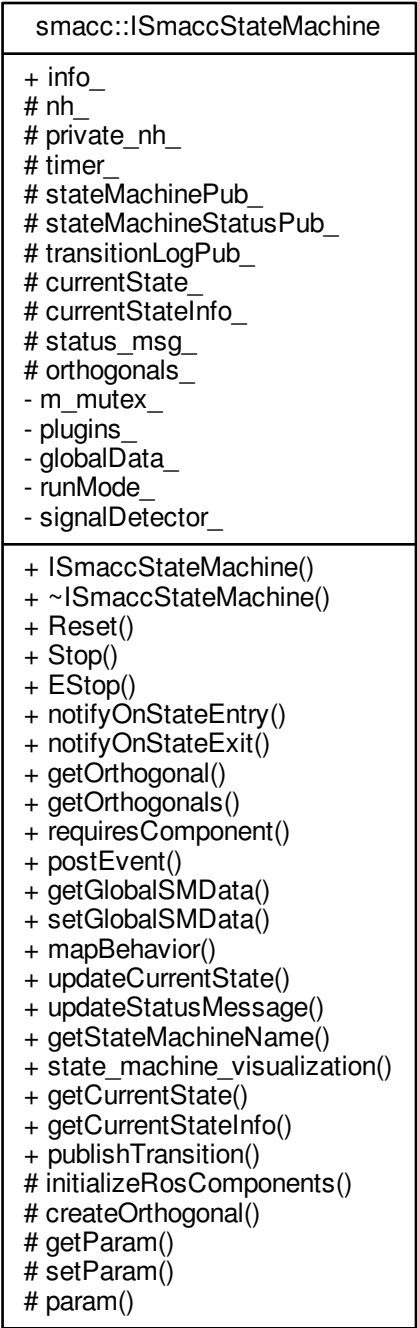 smacc::ISmaccStateMachine
+ info_
# nh_
# private_nh_
# timer_
# stateMachinePub_
# stateMachineStatusPub_
# transitionLogPub_
# currentState_
# currentStateInfo_
# status_msg_
# orthogonals_
- m_mutex_
- plugins_
- globalData_
- runMode_
- signalDetector_
+ ISmaccStateMachine()
+ ~ISmaccStateMachine()
+ Reset()
+ Stop()
+ EStop()
+ notifyOnStateEntry()
+ notifyOnStateExit()
+ getOrthogonal()
+ getOrthogonals()
+ requiresComponent()
+ postEvent()
+ getGlobalSMData()
+ setGlobalSMData()
+ mapBehavior()
+ updateCurrentState()
+ updateStatusMessage()
+ getStateMachineName()
+ state_machine_visualization()
+ getCurrentState()
+ getCurrentStateInfo()
+ publishTransition()
# initializeRosComponents()
# createOrthogonal()
# getParam()
# setParam()
# param()